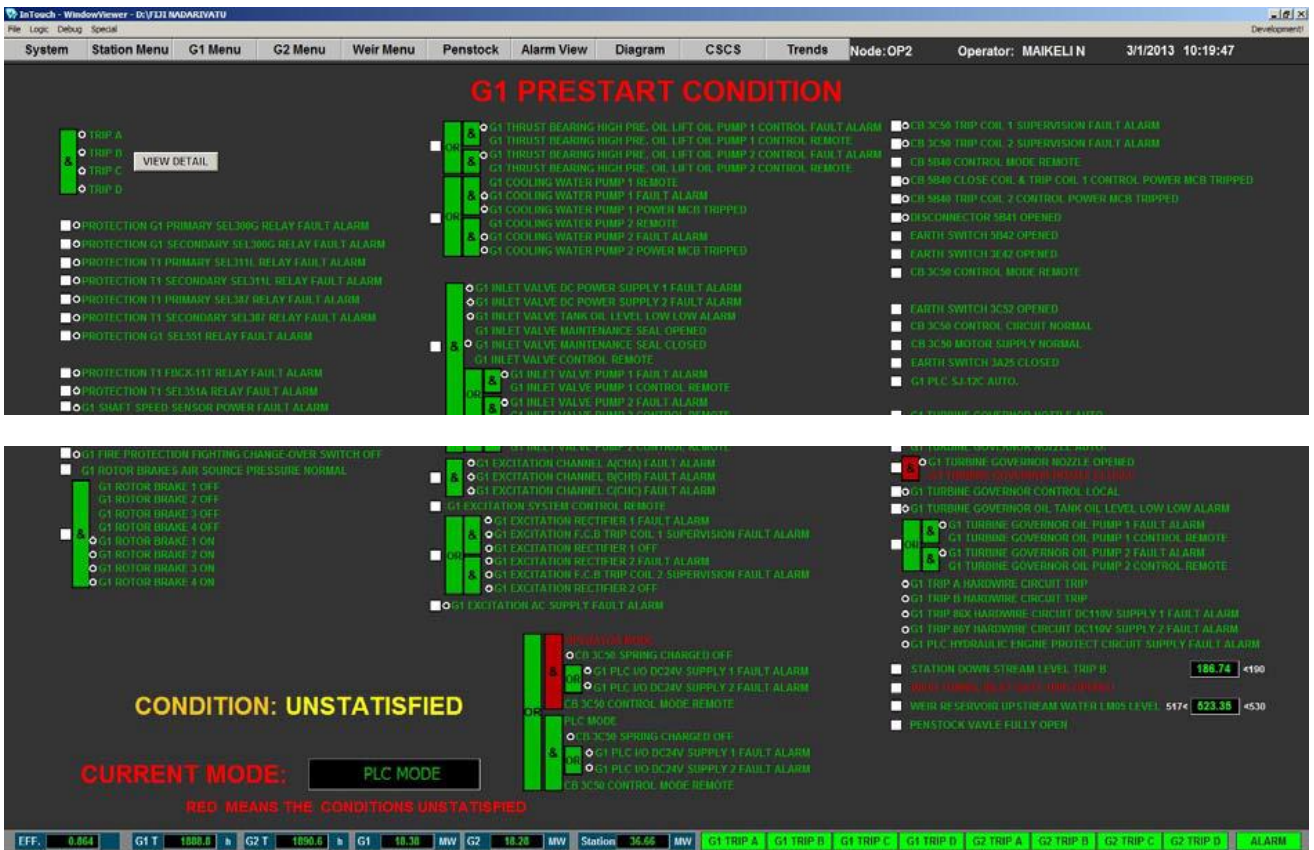 InTouch - WindowViewer - D:\FIJI NADARIVATU
File Logic Debug Special
Development!
System Station Menu G1 Menu G2 Menu Weir Menu Penstock Alarm View Diagram CSCS Trends Node:OP2 Operator: MAIKELI N 3/1/2013 10:19:47
G1 PRESTART CONDITION
TRIP A
TRIP B
TRIP C
TRIP D
&
VIEW DETAIL
PROTECTION G1 PRIMARY SEL300G RELAY FAULT ALARM
PROTECTION G1 SECONDARY SEL300G RELAY FAULT ALARM
PROTECTION T1 PRIMARY SEL311L RELAY FAULT ALARM
PROTECTION T1 SECONDARY SEL311L RELAY FAULT ALARM
PROTECTION T1 PRIMARY SEL387 RELAY FAULT ALARM
PROTECTION T1 SECONDARY SEL387 RELAY FAULT ALARM
PROTECTION G1 SEL551 RELAY FAULT ALARM
PROTECTION T1 FBCX-11T RELAY FAULT ALARM
PROTECTION T1 SEL351A RELAY FAULT ALARM
G1 SHAFT SPEED SENSOR POWER FAULT ALARM
OR & G1 THRUST BEARING HIGH PRE. OIL LIFT OIL PUMP 1 CONTROL FAULT ALARM
G1 THRUST BEARING HIGH PRE. OIL LIFT OIL PUMP 1 CONTROL REMOTE
& G1 THRUST BEARING HIGH PRE. OIL LIFT OIL PUMP 2 CONTROL FAULT ALARM
G1 THRUST BEARING HIGH PRE. OIL LIFT OIL PUMP 2 CONTROL REMOTE
OR & G1 COOLING WATER PUMP 1 REMOTE
G1 COOLING WATER PUMP 1 FAULT ALARM
G1 COOLING WATER PUMP 1 POWER MCB TRIPPED
& G1 COOLING WATER PUMP 2 REMOTE
G1 COOLING WATER PUMP 2 FAULT ALARM
G1 COOLING WATER PUMP 2 POWER MCB TRIPPED
& G1 INLET VALVE DC POWER SUPPLY 1 FAULT ALARM
G1 INLET VALVE DC POWER SUPPLY 2 FAULT ALARM
G1 INLET VALVE TANK OIL LEVEL LOW LOW ALARM
G1 INLET VALVE MAINTENANCE SEAL OPENED
G1 INLET VALVE MAINTENANCE SEAL CLOSED
G1 INLET VALVE CONTROL REMOTE
OR & G1 INLET VALVE PUMP 1 FAULT ALARM
G1 INLET VALVE PUMP 1 CONTROL REMOTE
& G1 INLET VALVE PUMP 2 FAULT ALARM
CB 3C50 TRIP COIL 1 SUPERVISION FAULT ALARM
CB 3C50 TRIP COIL 2 SUPERVISION FAULT ALARM
CB 5B40 CONTROL MODE REMOTE
CB 5B40 CLOSE COIL & TRIP COIL 1 CONTROL POWER MCB TRIPPED
CB 5B40 TRIP COIL 2 CONTROL POWER MCB TRIPPED
DISCONNECTOR 5B41 OPENED
EARTH SWITCH 5B42 OPENED
EARTH SWITCH 3E42 OPENED
CB 3C50 CONTROL MODE REMOTE
EARTH SWITCH 3C52 OPENED
CB 3C50 CONTROL CIRCUIT NORMAL
CB 3C50 MOTOR SUPPLY NORMAL
EARTH SWITCH 3A25 CLOSED
G1 PLC SJ-12C AUTO.
G1 FIRE PROTECTION FIGHTING CHANGE-OVER SWITCH OFF
G1 ROTOR BRAKES AIR SOURCE PRESSURE NORMAL
& G1 ROTOR BRAKE 1 OFF
G1 ROTOR BRAKE 2 OFF
G1 ROTOR BRAKE 3 OFF
G1 ROTOR BRAKE 4 OFF
G1 ROTOR BRAKE 1 ON
G1 ROTOR BRAKE 2 ON
G1 ROTOR BRAKE 3 ON
G1 ROTOR BRAKE 4 ON
G1 INLET VALVE PUMP 2 CONTROL REMOTE
& G1 EXCITATION CHANNEL A(CHA) FAULT ALARM
G1 EXCITATION CHANNEL B(CHB) FAULT ALARM
G1 EXCITATION CHANNEL C(CHC) FAULT ALARM
G1 EXCITATION SYSTEM CONTROL REMOTE
OR & G1 EXCITATION RECTIFIER 1 FAULT ALARM
G1 EXCITATION F.C.B TRIP COIL 1 SUPERVISION FAULT ALARM
G1 EXCITATION RECTIFIER 1 OFF
& G1 EXCITATION RECTIFIER 2 FAULT ALARM
G1 EXCITATION F.C.B TRIP COIL 2 SUPERVISION FAULT ALARM
G1 EXCITATION RECTIFIER 2 OFF
G1 EXCITATION AC SUPPLY FAULT ALARM
OR
& CB 3C50 SPRING CHARGED OFF
OR G1 PLC I/O DC24V SUPPLY 1 FAULT ALARM
G1 PLC I/O DC24V SUPPLY 2 FAULT ALARM
CB 3C50 CONTROL MODE REMOTE
PLC MODE
& CB 3C50 SPRING CHARGED OFF
OR G1 PLC I/O DC24V SUPPLY 1 FAULT ALARM
G1 PLC I/O DC24V SUPPLY 2 FAULT ALARM
CB 3C50 CONTROL MODE REMOTE
G1 TURBINE GOVERNOR NOZZLE AUTO.
& G1 TURBINE GOVERNOR NOZZLE OPENED
G1 TURBINE GOVERNOR CONTROL LOCAL
G1 TURBINE GOVERNOR OIL TANK OIL LEVEL LOW LOW ALARM
OR & G1 TURBINE GOVERNOR OIL PUMP 1 FAULT ALARM
G1 TURBINE GOVERNOR OIL PUMP 1 CONTROL REMOTE
& G1 TURBINE GOVERNOR OIL PUMP 2 FAULT ALARM
G1 TURBINE GOVERNOR OIL PUMP 2 CONTROL REMOTE
G1 TRIP A HARDWIRE CIRCUIT TRIP
G1 TRIP B HARDWIRE CIRCUIT TRIP
G1 TRIP 86X HARDWIRE CIRCUIT DC110V SUPPLY 1 FAULT ALARM
G1 TRIP 86Y HARDWIRE CIRCUIT DC110V SUPPLY 2 FAULT ALARM
G1 PLC HYDRAULIC ENGINE PROTECT CIRCUIT SUPPLY FAULT ALARM
STATION DOWN STREAM LEVEL TRIP B 186.74 <190
WEIR RESERVOIR UPSTREAM WATER LM05 LEVEL 517< 523.35 <530
PENSTOCK VAVLE FULLY OPEN
CONDITION: UNSTATISFIED
CURRENT MODE: PLC MODE
RED MEANS THE CONDITIONS UNSTATISFIED
EFF. 0.864 G1 T 1888.8 h G2 T 1890.6 h G1 18.38 MW G2 18.28 MW Station 36.66 MW G1 TRIP A G1 TRIP B G1 TRIP C G1 TRIP D G2 TRIP A G2 TRIP B G2 TRIP C G2 TRIP D ALARM